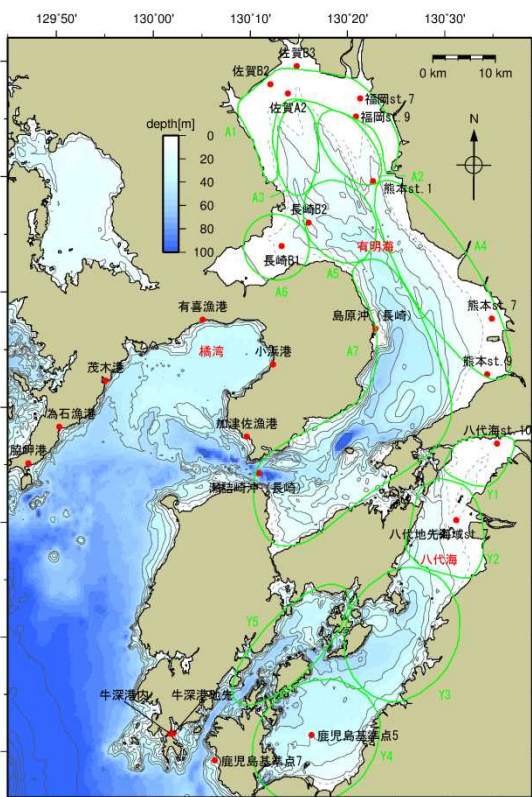 129°50'
130°00'
130°10'
130°20'
130°30'
佐賀B3
0 km
10 km
佐賀B2
佐賀A2
福岡st.7
福岡st.9
depth[m]
0
20
40
60
80
100
A1
A2
N
A3
熊本st.1
長崎B2
有明海
A4
長崎B1
A5
A6
有喜漁港
島原沖（長崎）
熊本st.7
橘湾
小浜港
A7
茂木港
熊本st.9
為石漁港
加津佐漁港
八代海st.10
脇岬港
瀬詰崎沖（長崎）
Y1
八代地先海域st.7
八代海
Y2
Y5
牛深港内
牛深港地先
Y3
鹿児島基準点5
Y4
鹿児島基準点7